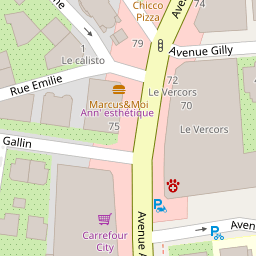 Chicco
Pizza
79
74
Avenue Gilly
1
Le calisto
72
Rue Emilie
Le Vercors
70
Marcus&Moi
Ann' esthétique
75
Le Vercors
Gallin
Carrefour
City
Avenue A